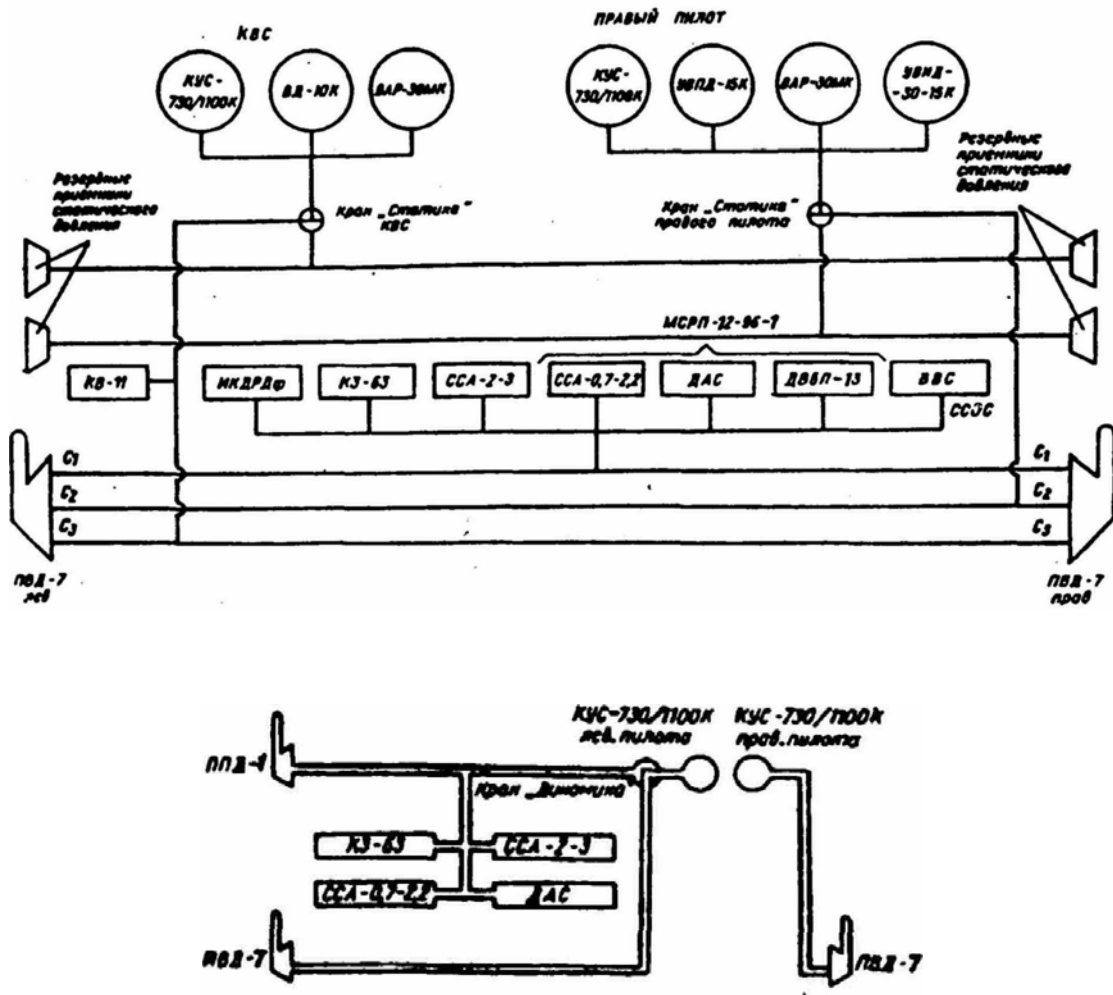 КВС
ПРАВЫЙ ПИЛОТ
КУС-
730/1100К
ВД-10К
ВАР-30МК
КУС-
730/1100К
УВПД-15К
ВАР-30МК
УВИД-
-30-15К
Резервные
приемники
статического
давления
Кран „Статика"
КВС
Кран „Статика"
правого пилота
Резервные
приемники
статического
давления
МСРП-12-96-1
КВ-11
ИКДРДф
КЗ-63
ССА-2-3
ССА-0,7-2,2
ДАС
ДВБП-13
ВВС
ССЭС
С1
С1
С2
С2
С3
С3
ПВД-7
лев
ПВД-7
прав
КУС-730/1100К
лев. пилота
КУС-730/1100К
прав. пилота
ППД-1
Кран „Динамика"
КЗ-63
ССА-2-3
ССА-0,7-2,2
ДАС
ПВД-7
ПВД-7